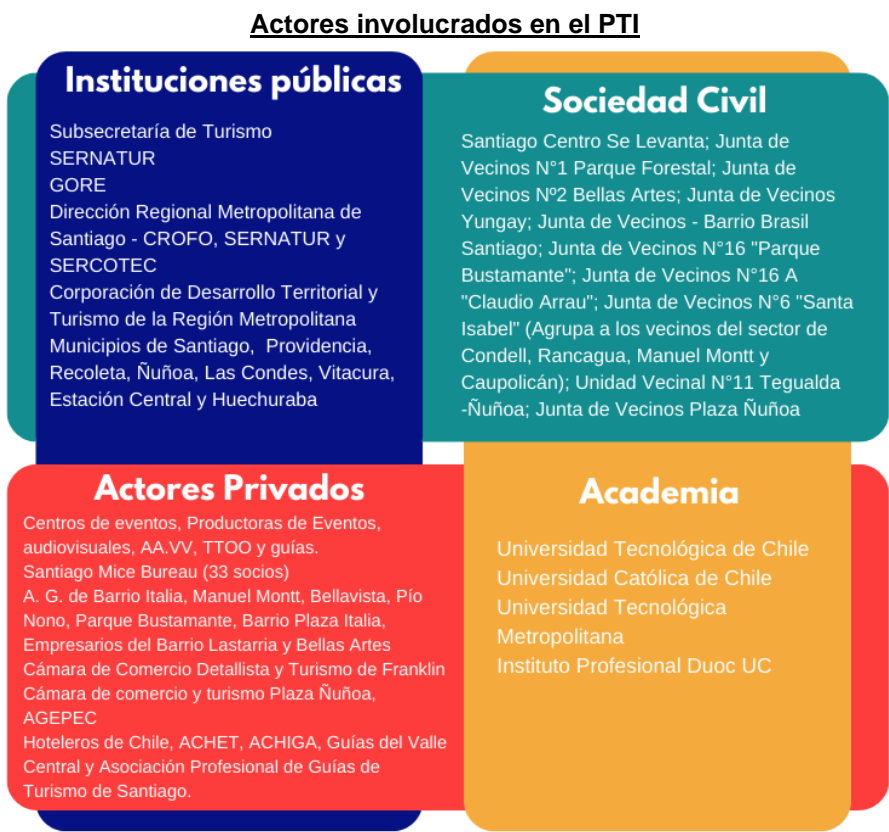 Actores involucrados en el PTI
Instituciones públicas
Subsecretaría de Turismo
SERNATUR
GORE
Dirección Regional Metropolitana de
Santiago - CROFO, SERNATUR y
SERCOTEC
Corporación de Desarrollo Territorial y
Turismo de la Región Metropolitana
Municipios de Santiago, Providencia,
Recoleta, Ñuñoa, Las Condes, Vitacura,
Estación Central y Huechuraba
Sociedad Civil
Santiago Centro Se Levanta; Junta de
Vecinos N°1 Parque Forestal; Junta de
Vecinos Nº2 Bellas Artes; Junta de Vecinos
Yungay; Junta de Vecinos - Barrio Brasil
Santiago; Junta de Vecinos N°16 "Parque
Bustamante"; Junta de Vecinos N°16 A
"Claudio Arrau"; Junta de Vecinos N°6 "Santa
Isabel" (Agrupa a los vecinos del sector de
Condell, Rancagua, Manuel Montt y
Caupolicán); Unidad Vecinal N°11 Tegualda
-Ñuñoa; Junta de Vecinos Plaza Ñuñoa
Actores Privados
Centros de eventos, Productoras de Eventos,
audiovisuales, AA.VV, TTOO y guías.
Santiago Mice Bureau (33 socios)
A. G. de Barrio Italia, Manuel Montt, Bellavista, Pío
Nono, Parque Bustamante, Barrio Plaza Italia,
Empresarios del Barrio Lastarria y Bellas Artes
Cámara de Comercio Detallista y Turismo de Franklin
Cámara de comercio y turismo Plaza Ñuñoa,
AGEPEC
Hoteleros de Chile, ACHET, ACHIGA, Guías del Valle
Central y Asociación Profesional de Guías de
Turismo de Santiago.
Academia
Universidad Tecnológica de Chile
Universidad Católica de Chile
Universidad Tecnológica
Metropolitana
Instituto Profesional Duoc UC